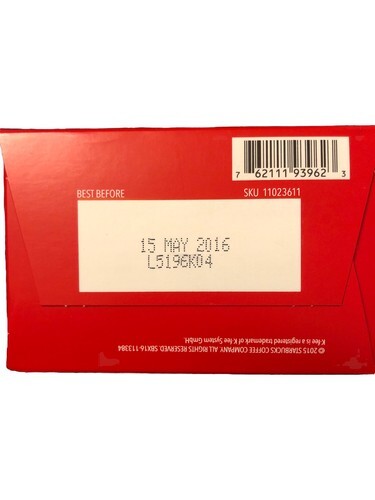 7 62111 93962 3
BEST BEFORE SKU 11023611
15 MAY 2016
L5196K04
© 2015 STARBUCKS COFFEE COMPANY. ALL RIGHTS RESERVED. SBX16-113384
K-fee is a registered trademark of K fee System GmbH.